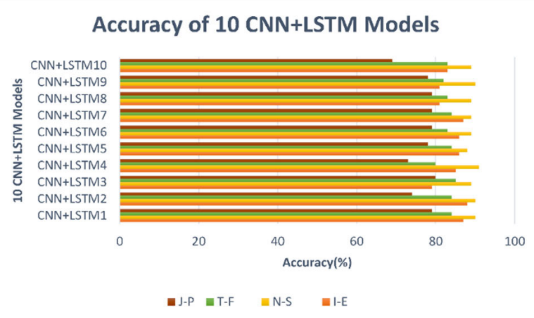 Accuracy of 10 CNN+LSTM Models
10 CNN+LSTM Models
CNN+LSTM10
CNN+LSTM9
CNN+LSTM8
CNN+LSTM7
CNN+LSTM6
CNN+LSTM5
CNN+LSTM4
CNN+LSTM3
CNN+LSTM2
CNN+LSTM1
0 20 40 60 80 100
Accuracy(%)
J-P T-F N-S I-E